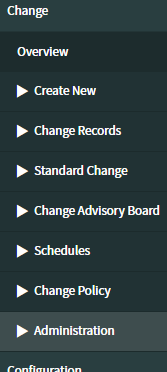 Change
Overview
Create New
Change Records
Standard Change
Change Advisory Board
Schedules
Change Policy
Administration
Configuration